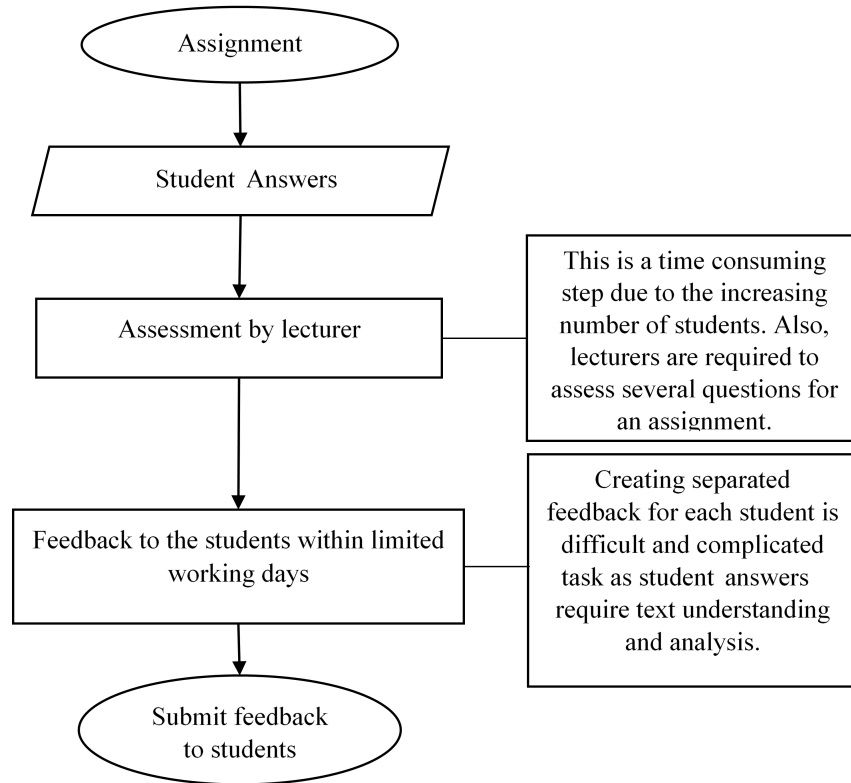 Assignment
Student Answers
Assessment by lecturer
This is a time consuming
step due to the increasing
number of students. Also,
lecturers are required to
assess several questions for
an assignment.
Feedback to the students within limited
working days
Creating separated
feedback for each student is
difficult and complicated
task as student answers
require text understanding
and analysis.
Submit feedback
to students